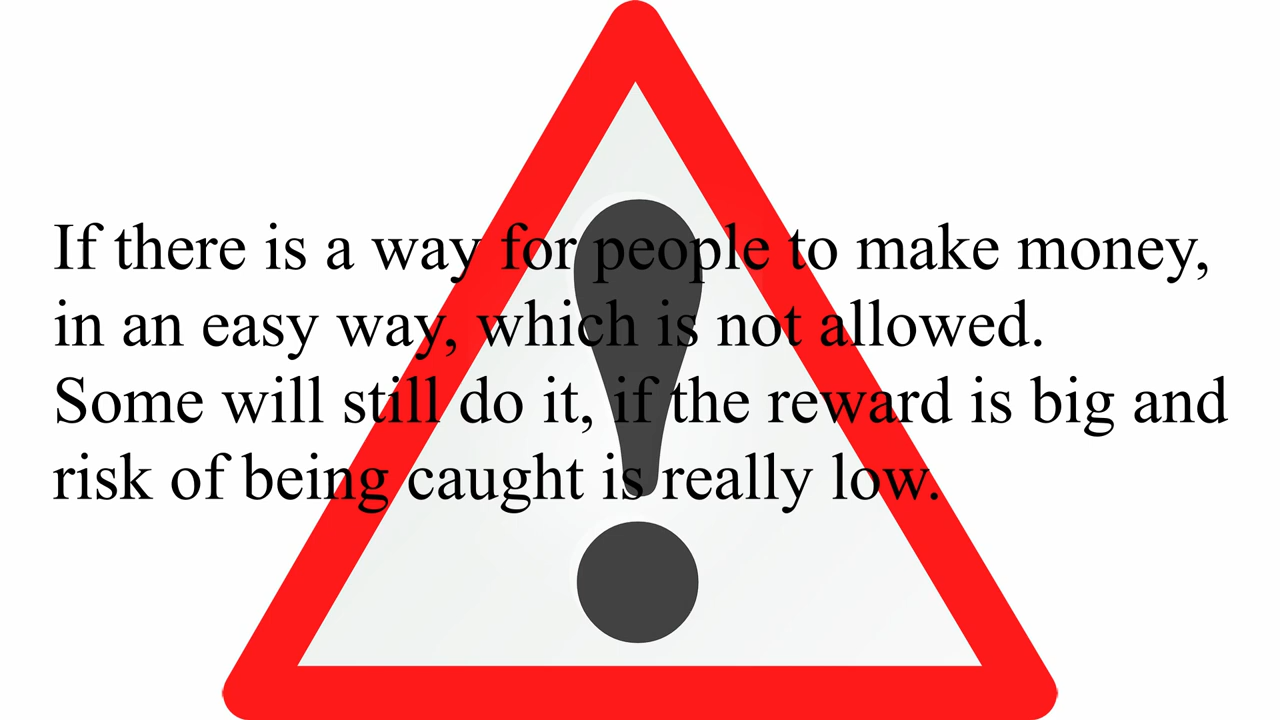 If there is a way for people to make money,
in an easy way, which is not allowed.
Some will still do it, if the reward is big and
risk of being caught is really low.